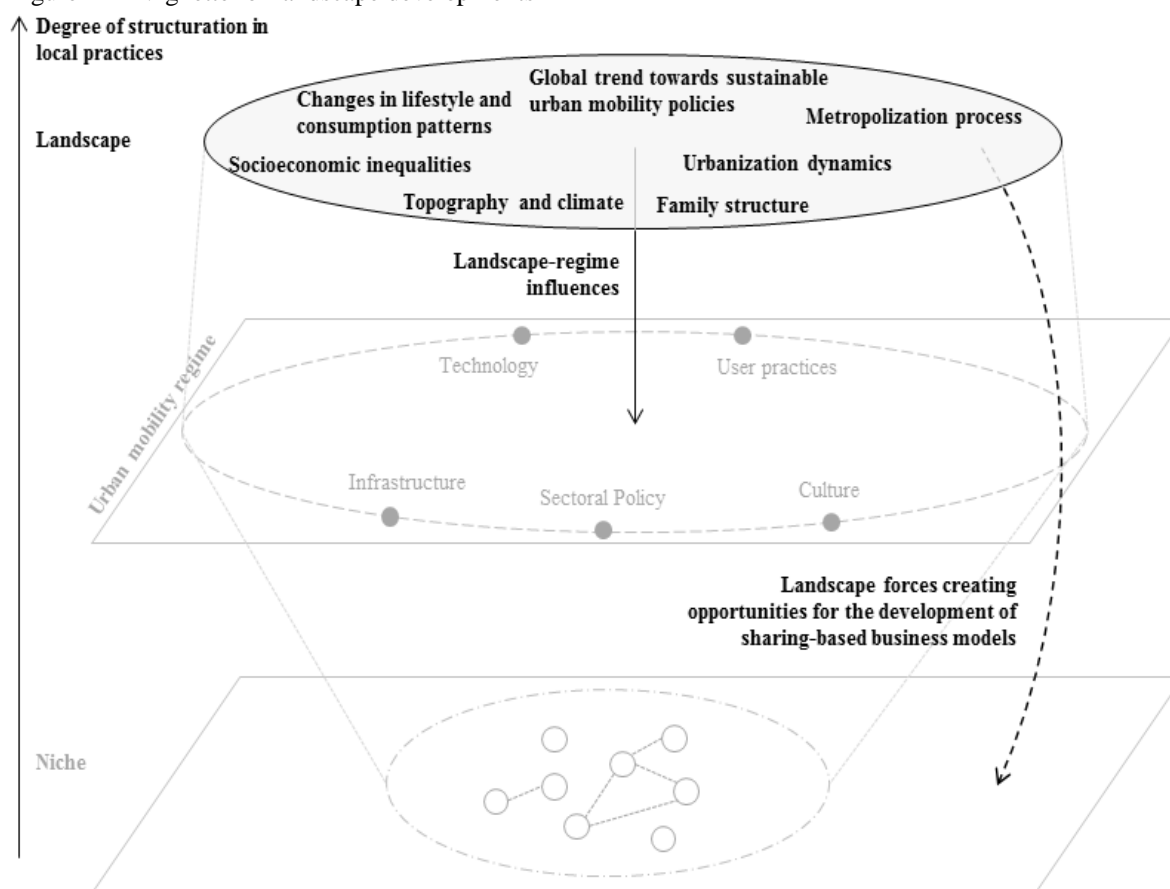 Degree of structuration in
local practices
Global trend towards sustainable
urban mobility policies
Changes in lifestyle and
consumption patterns
Metropolization process
Landscape
Socioeconomic inequalities
Urbanization dynamics
Topography and climate
Family structure
Landscape-regime
influences
Urban mobility regime
Technology
User practices
Infrastructure
Sectoral Policy
Culture
Landscape forces creating
opportunities for the development of
sharing-based business models
Niche